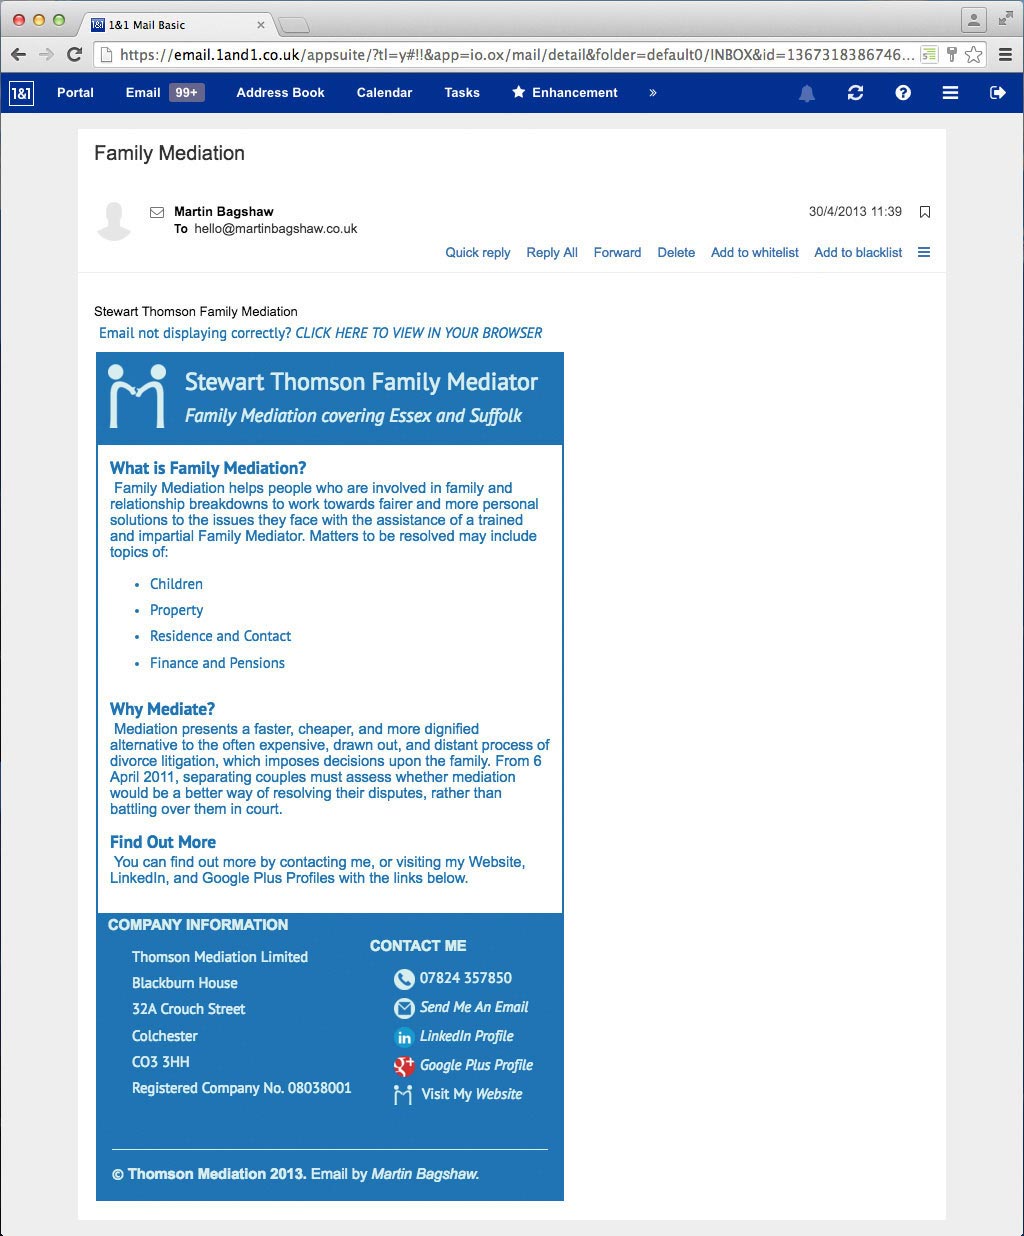 1&1 Mail Basic
https://email.1and1.co.uk/appsuite/?tl=y#!!&app=io.ox/mail/detail&folder=default0/INBOX&id=1367318386746...
1&1 Portal Email 99+ Address Book Calendar Tasks Enhancement »
Family Mediation
Martin Bagshaw 30/4/2013 11:39
To hello@martinbagshaw.co.uk
Quick reply Reply All Forward Delete Add to whitelist Add to blacklist
Stewart Thomson Family Mediation
Email not displaying correctly? CLICK HERE TO VIEW IN YOUR BROWSER
Stewart Thomson Family Mediator
Family Mediation covering Essex and Suffolk
What is Family Mediation?
Family Mediation helps people who are involved in family and
relationship breakdowns to work towards fairer and more personal
solutions to the issues they face with the assistance of a trained
and impartial Family Mediator. Matters to be resolved may include
topics of:
• Children
• Property
• Residence and Contact
• Finance and Pensions
Why Mediate?
Mediation presents a faster, cheaper, and more dignified
alternative to the often expensive, drawn out, and distant process of
divorce litigation, which imposes decisions upon the family. From 6
April 2011, separating couples must assess whether mediation
would be a better way of resolving their disputes, rather than
battling over them in court.
Find Out More
You can find out more by contacting me, or visiting my Website,
LinkedIn, and Google Plus Profiles with the links below.
COMPANY INFORMATION
Thomson Mediation Limited
Blackburn House
32A Crouch Street
Colchester
CO3 3HH
Registered Company No. 08038001
CONTACT ME
07824 357850
Send Me An Email
in LinkedIn Profile
g+ Google Plus Profile
Visit My Website
© Thomson Mediation 2013. Email by Martin Bagshaw.